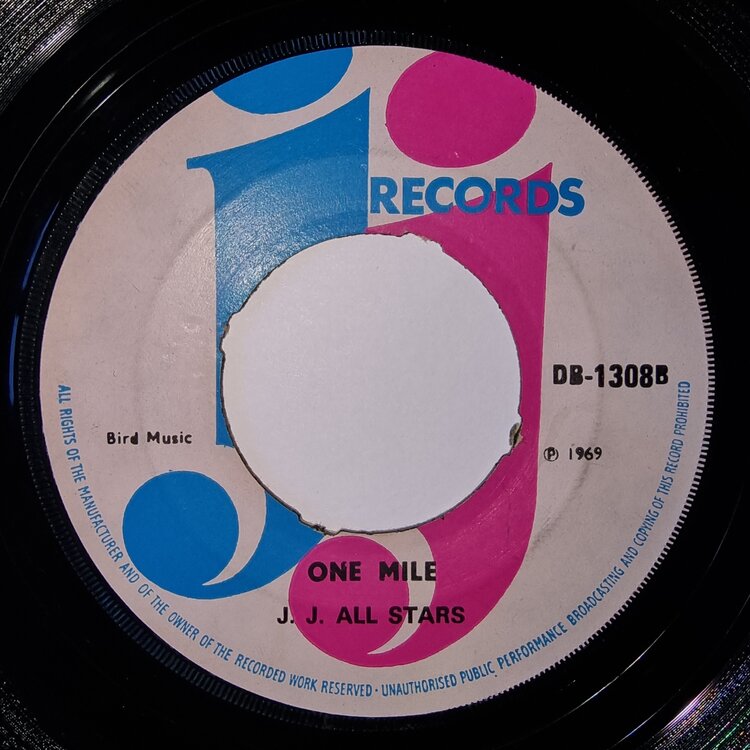 jj
RECORDS
DB-1308B
Bird Music
℗ 1969
ONE MILE
J. J. ALL STARS
ALL RIGHTS OF THE MANUFACTURER AND OF THE OWNER OF THE RECORDED WORK RESERVED · UNAUTHORISED PUBLIC PERFORMANCE BROADCASTING AND COPYING OF THIS RECORD PROHIBITED